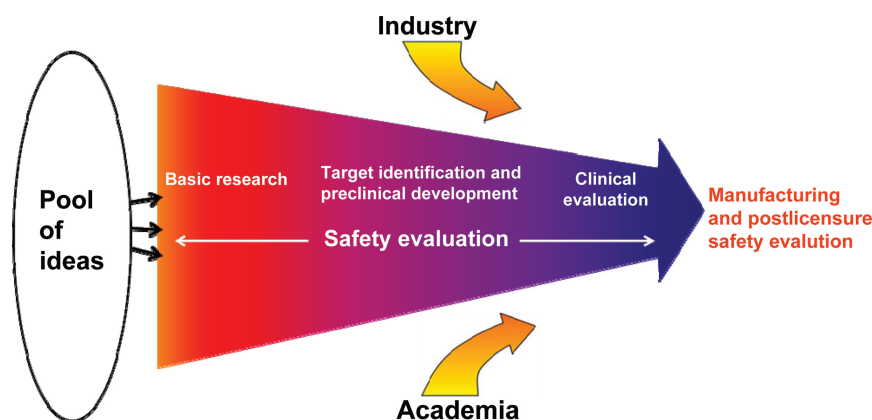 Industry
Pool
of
ideas
Basic research
Target identification and
preclinical development
Clinical
evaluation
Safety evaluation
Manufacturing
and postlicensure
safety evalution
Academia